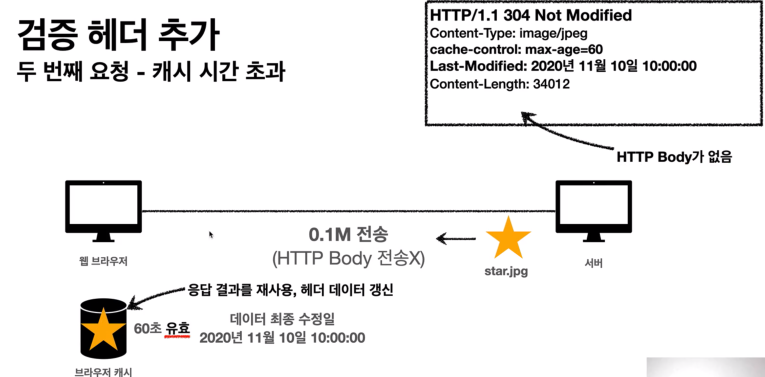 검증 헤더 추가
두 번째 요청 - 캐시 시간 초과
HTTP/1.1 304 Not Modified
Content-Type: image/jpeg
cache-control: max-age=60
Last-Modified: 2020년 11월 10일 10:00:00
Content-Length: 34012
HTTP Body가 없음
0.1M 전송
(HTTP Body 전송X)
star.jpg
웹 브라우저
서버
응답 결과를 재사용, 헤더 데이터 갱신
60초 유효
데이터 최종 수정일
2020년 11월 10일 10:00:00
브라우저 캐시